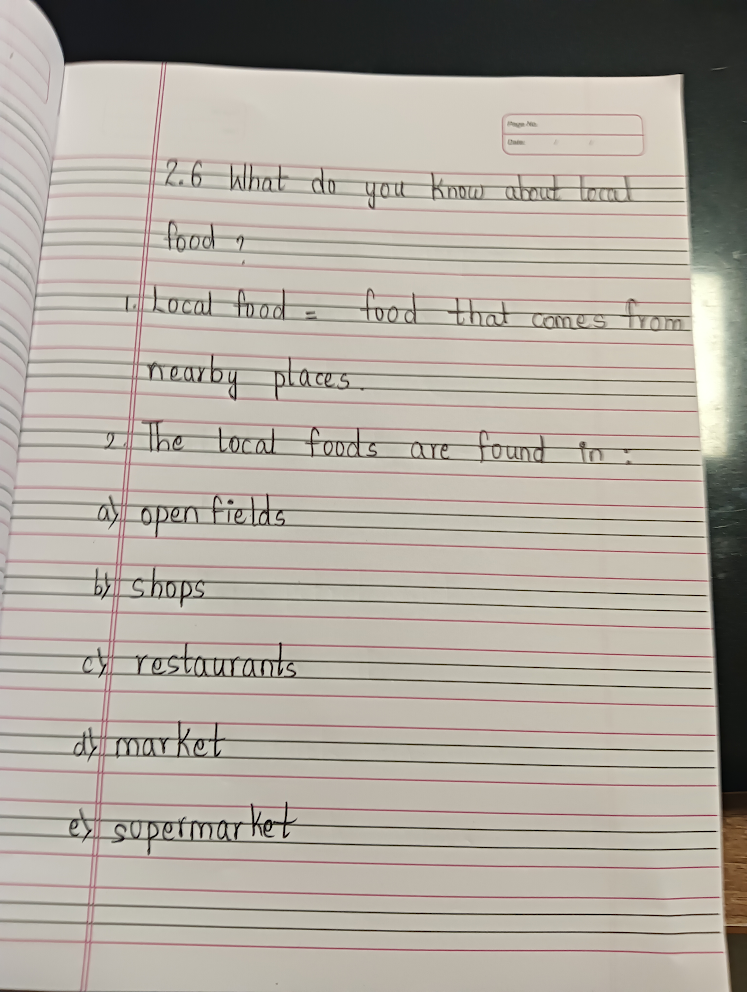 Page No.
Date: / /
2.6 What do you know about local
food ?
1. Local food = food that comes from
nearby places.
2. The local foods are found in :
a) open fields
b) shops
c) restaurants
d) market
e) supermarket